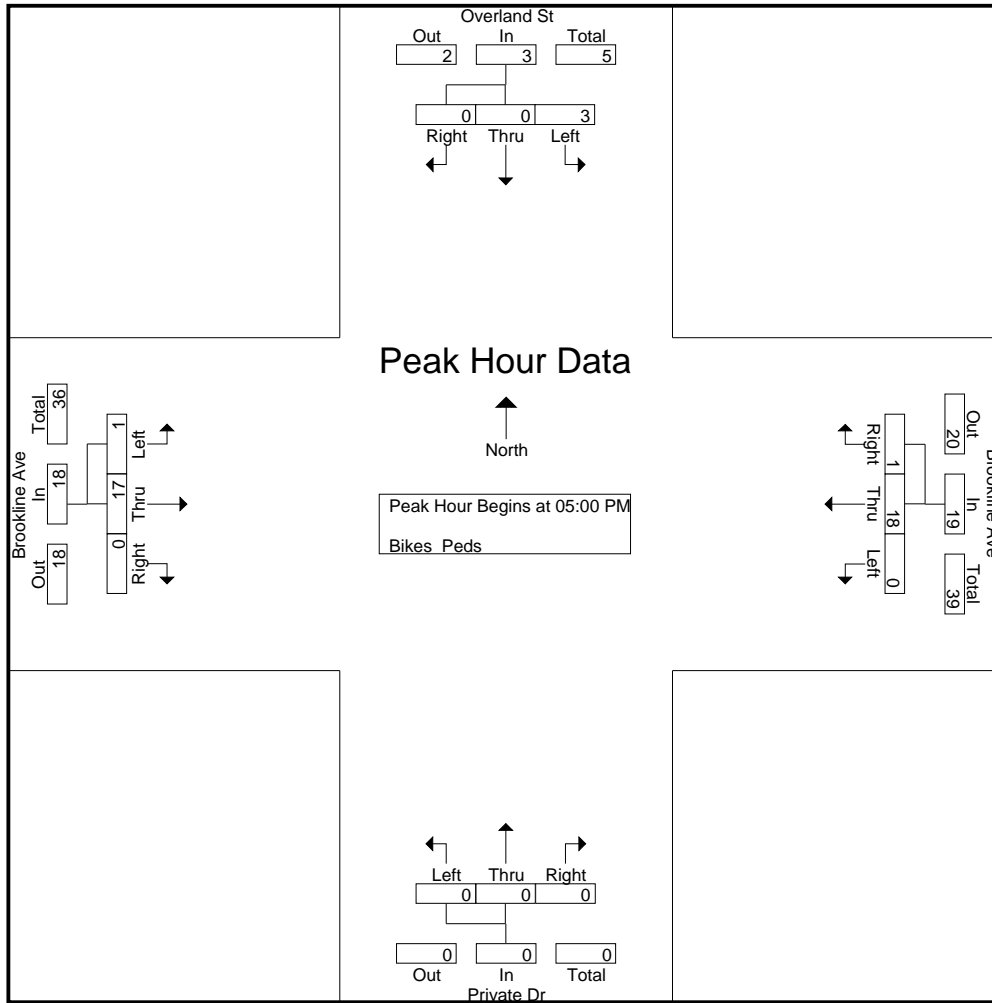 Overland St
Out In Total
2 3 5
0 0 3
Right Thru Left
Peak Hour Data
North
Peak Hour Begins at 05:00 PM
Bikes Peds
Brookline Ave
Out In Total
18 18 36
1 17 0
Left Thru Right
Brookline Ave
Out In Total
20 19 39
1 18 0
Right Thru Left
Left Thru Right
0 0 0
0 0 0
Out In Total
Private Dr